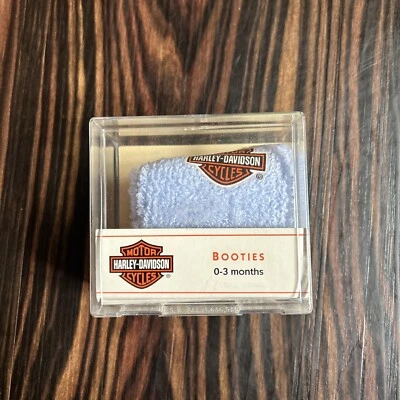 HARLEY-DAVIDSON
CYCLES
®
MOTOR
HARLEY-DAVIDSON
CYCLES
®
BOOTIES
0-3 months